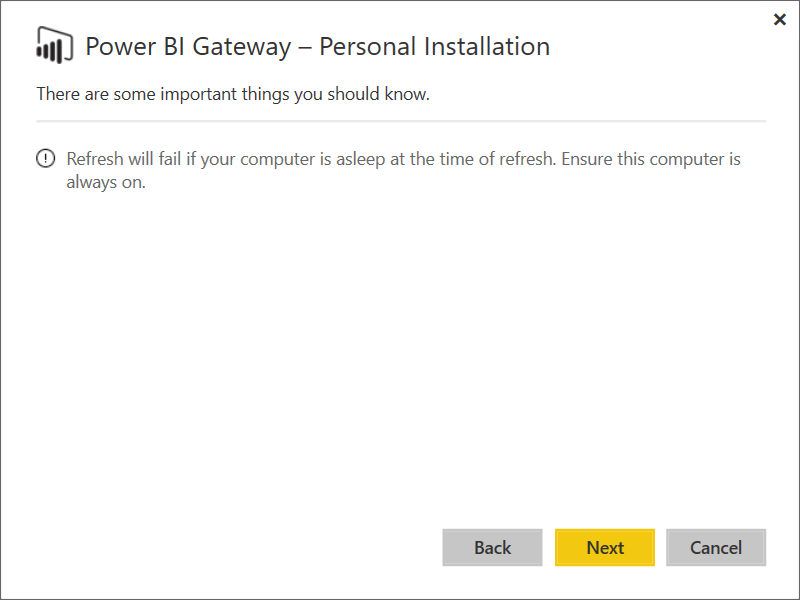 Power BI Gateway – Personal Installation
There are some important things you should know.
Refresh will fail if your computer is asleep at the time of refresh. Ensure this computer is
always on.
Back
Next
Cancel